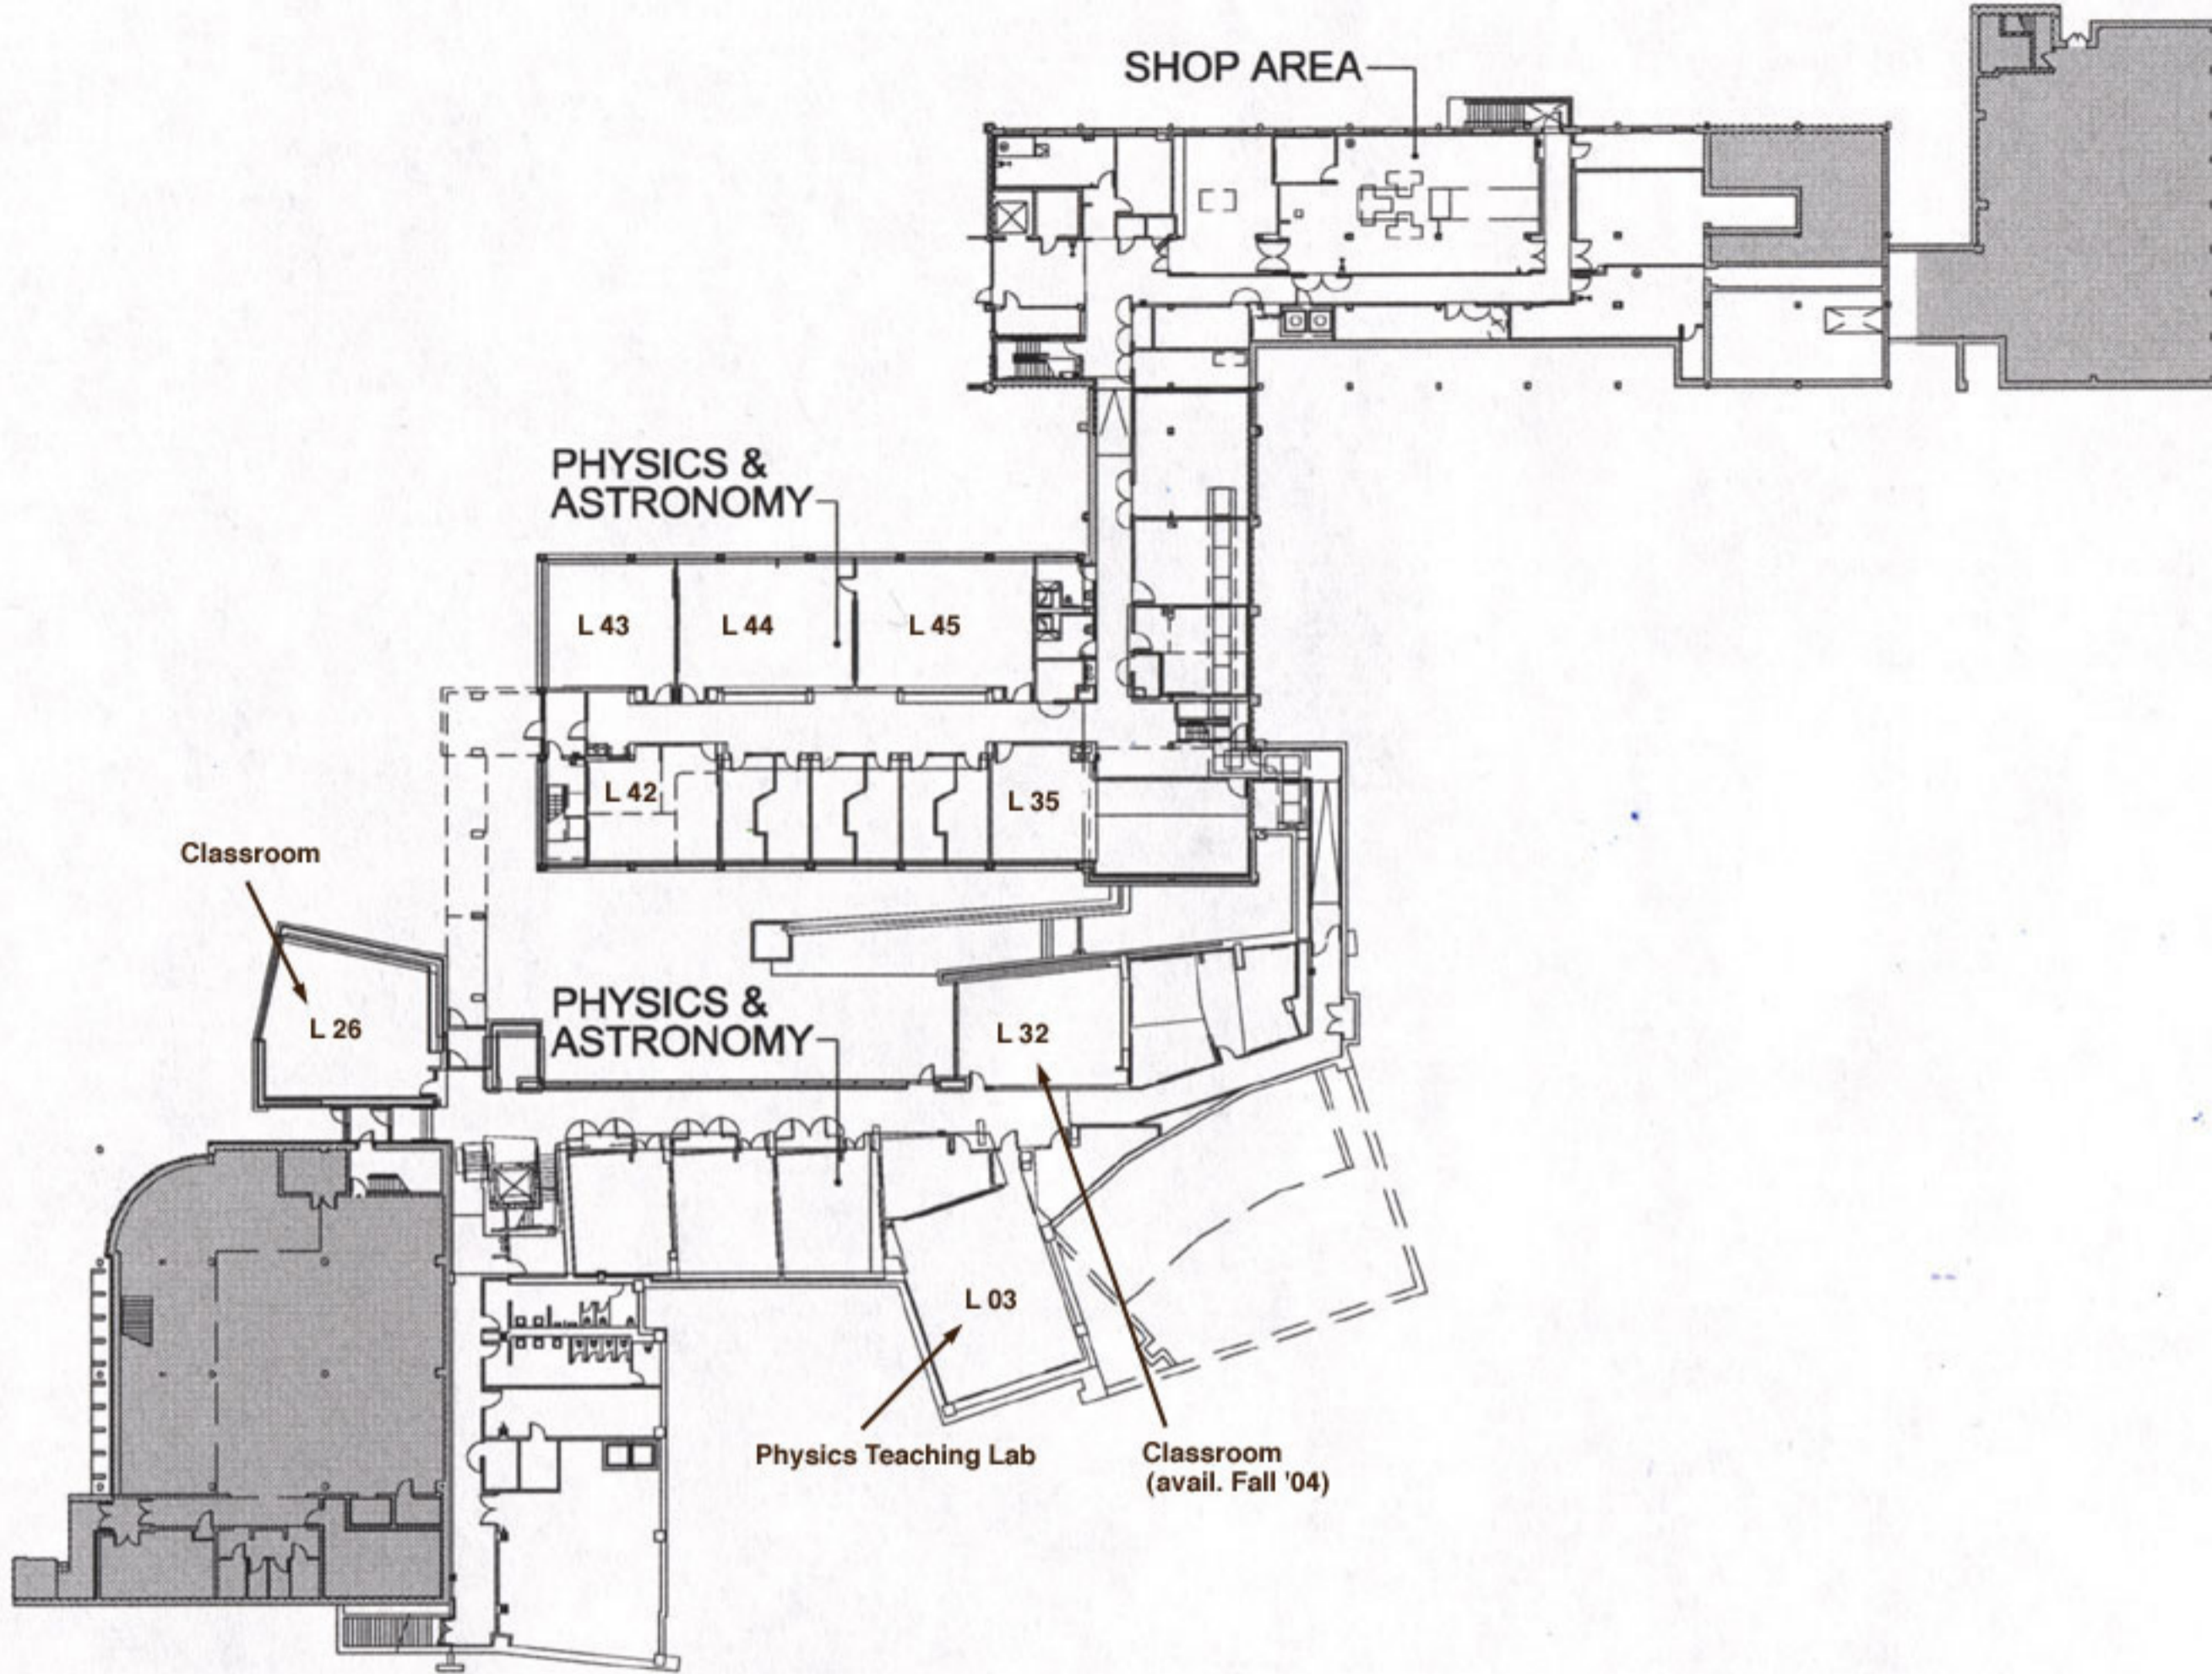 SHOP AREA
PHYSICS &
ASTRONOMY
L 43
L 44
L 45
L 42
L 35
Classroom
L 26
PHYSICS &
ASTRONOMY
L 32
L 03
Physics Teaching Lab
Classroom
(avail. Fall '04)